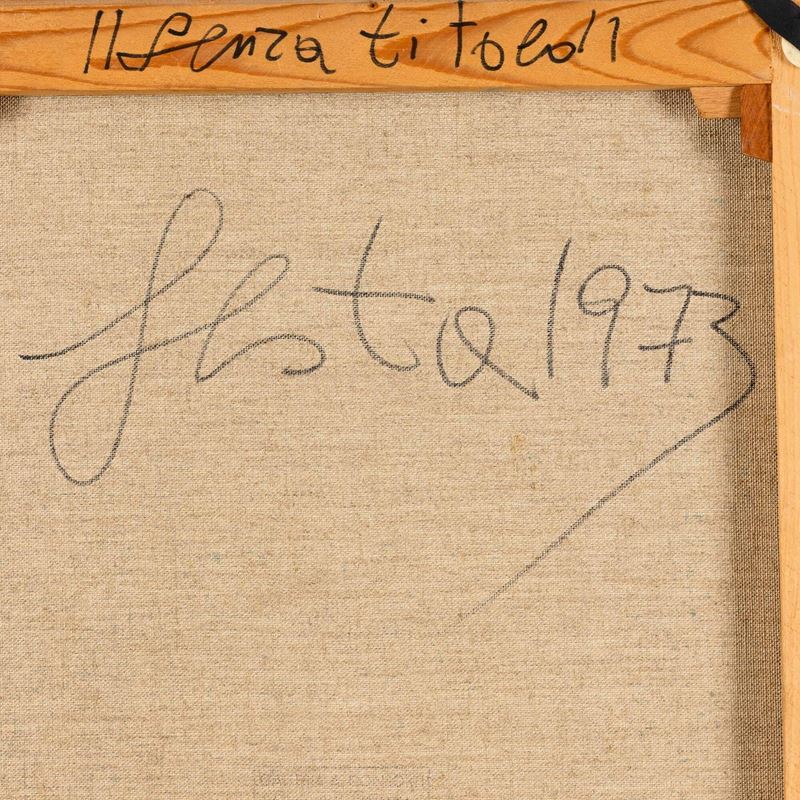 "Senza titolo"
Festa 1973